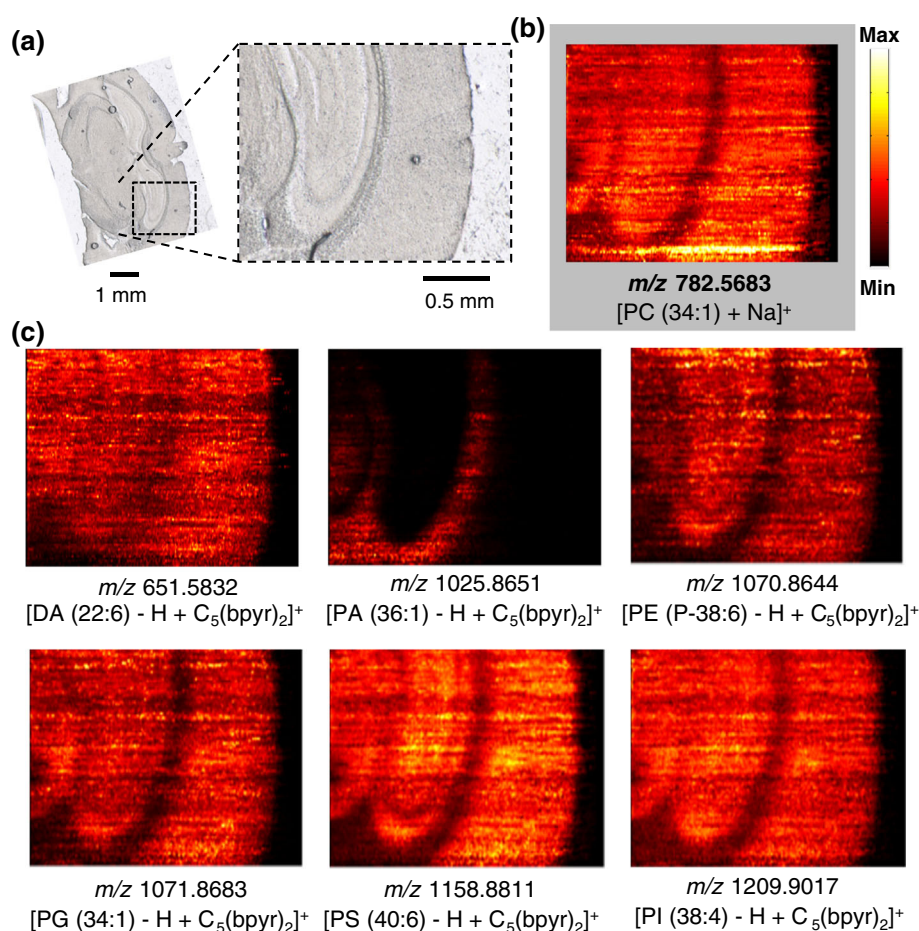 (a)
1 mm
0.5 mm
(b)
Max
Min
m/z 782.5683
[PC (34:1) + Na]⁺
(c)
m/z 651.5832
[DA (22:6) - H + C₅(bpyr)₂]⁺
m/z 1025.8651
[PA (36:1) - H + C₅(bpyr)₂]⁺
m/z 1070.8644
[PE (P-38:6) - H + C₅(bpyr)₂]⁺
m/z 1071.8683
[PG (34:1) - H + C₅(bpyr)₂]⁺
m/z 1158.8811
[PS (40:6) - H + C₅(bpyr)₂]⁺
m/z 1209.9017
[PI (38:4) - H + C₅(bpyr)₂]⁺